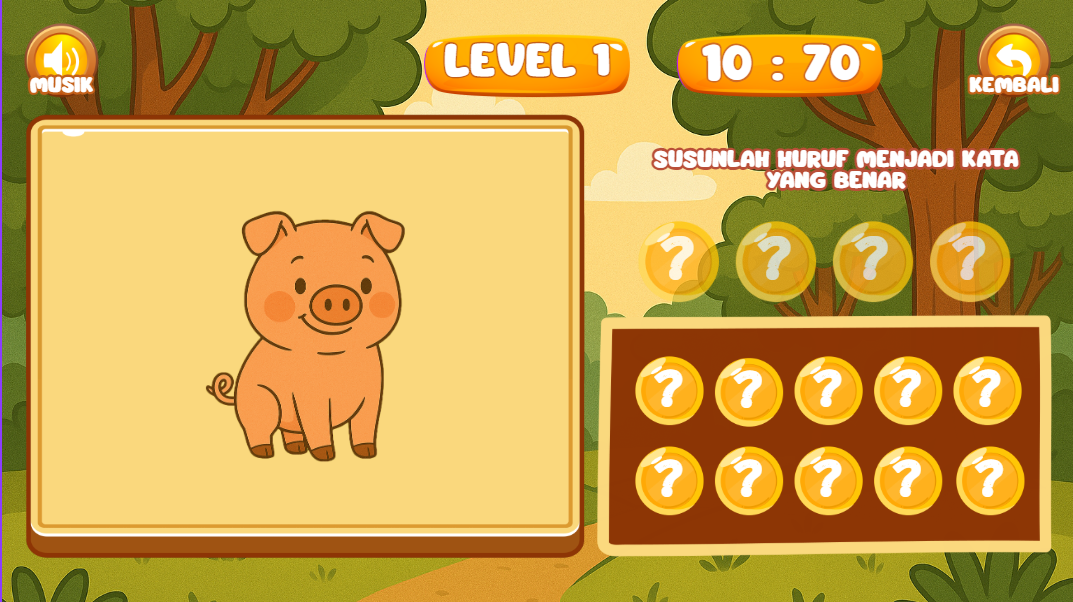 MUSIK
LEVEL 1
10 : 70
KEMBALI
SUSUNLAH HURUF MENJADI KATA
YANG BENAR
? ? ? ?
? ? ? ? ?
? ? ? ? ?